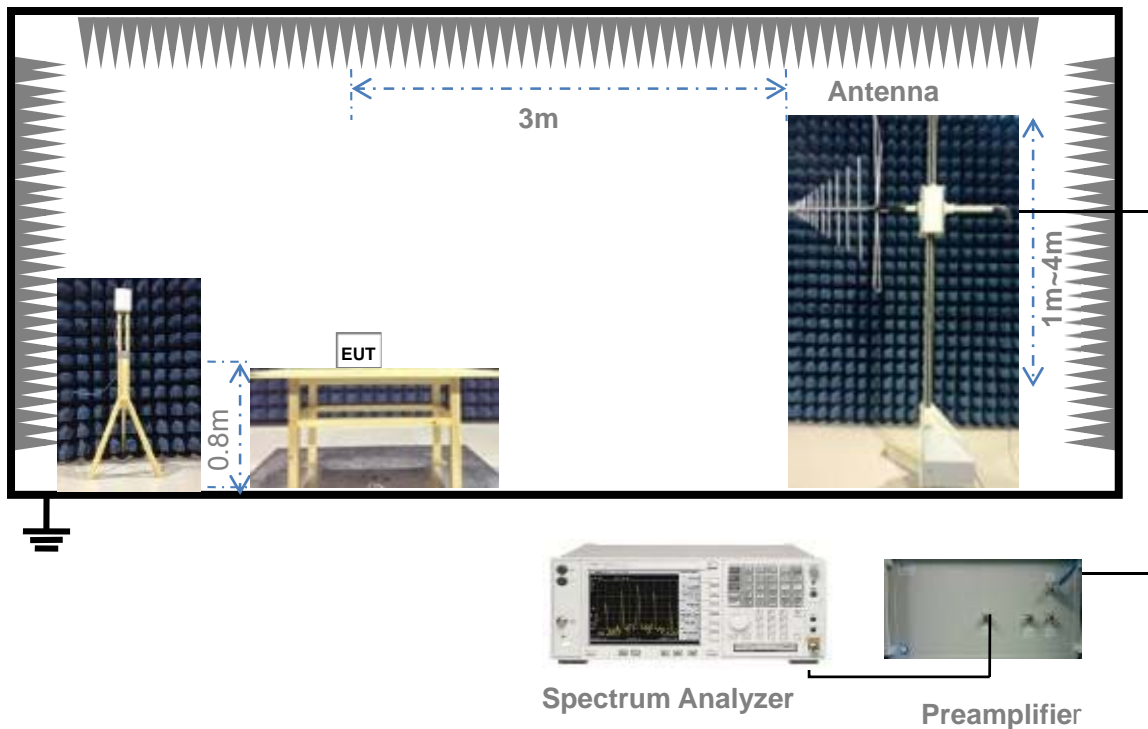 Antenna
3m
1m~4m
EUT
0.8m
Spectrum Analyzer
Preamplifier